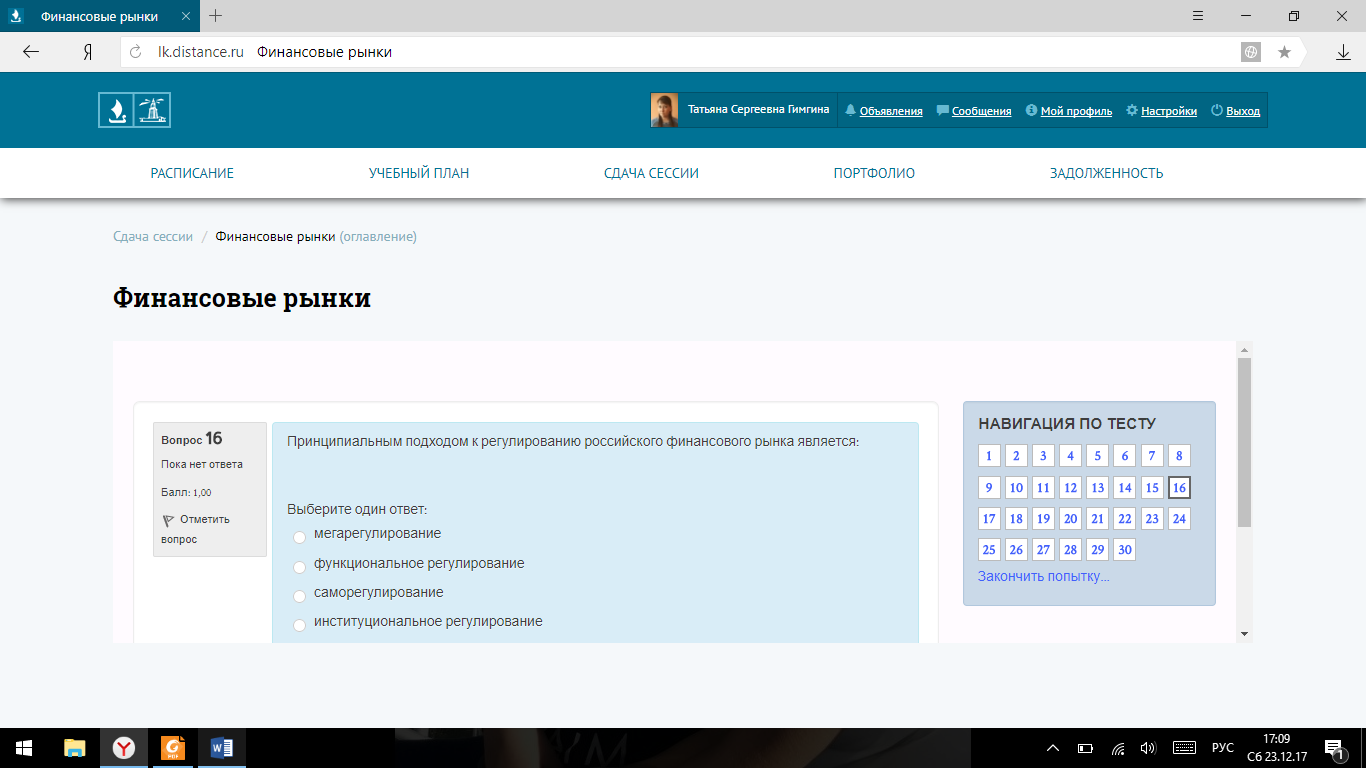 Финансовые рынки
lk.distance.ru Финансовые рынки
Татьяна Сергеевна Гимгина Объявления Сообщения Мой профиль Настройки Выход
РАСПИСАНИЕ УЧЕБНЫЙ ПЛАН СДАЧА СЕССИИ ПОРТФОЛИО ЗАДОЛЖЕННОСТЬ
Сдача сессии / Финансовые рынки (оглавление)
Финансовые рынки
Вопрос 16
Пока нет ответа
Балл: 1,00
Отметить
вопрос
Принципиальным подходом к регулированию российского финансового рынка является:
Выберите один ответ:
мегарегулирование
функциональное регулирование
саморегулирование
институциональное регулирование
НАВИГАЦИЯ ПО ТЕСТУ
1 2 3 4 5 6 7 8
9 10 11 12 13 14 15 16
17 18 19 20 21 22 23 24
25 26 27 28 29 30
Закончить попытку...
РУС
17:09
Сб 23.12.17
1